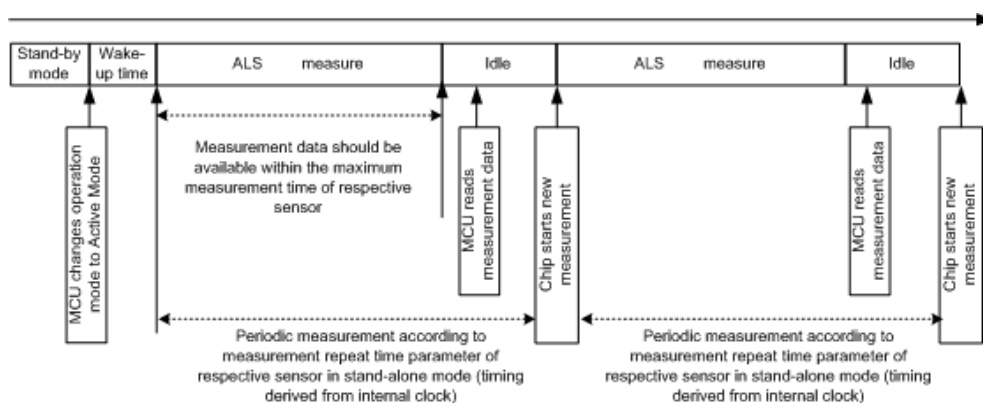 Stand-by
mode
Wake-
up time
ALS measure
Idle
ALS measure
Idle
Measurement data should be
available within the maximum
measurement time of respective
sensor
MCU changes operation
mode to Active Mode
MCU reads
measurement data
Chip starts new
measurement
MCU reads
measurement data
Chip starts new
measurement
Periodic measurement according to
measurement repeat time parameter of
respective sensor in stand-alone mode (timing
derived from internal clock)
Periodic measurement according to
measurement repeat time parameter of
respective sensor in stand-alone mode (timing
derived from internal clock)